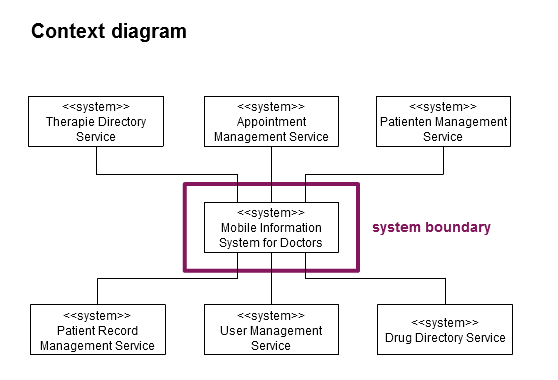 Context diagram
<<system>>
Therapie Directory
Service
<<system>>
Appointment
Management Service
<<system>>
Patienten Management
Service
<<system>>
Mobile Information
System for Doctors
system boundary
<<system>>
Patient Record
Management Service
<<system>>
User Management
Service
<<system>>
Drug Directory Service